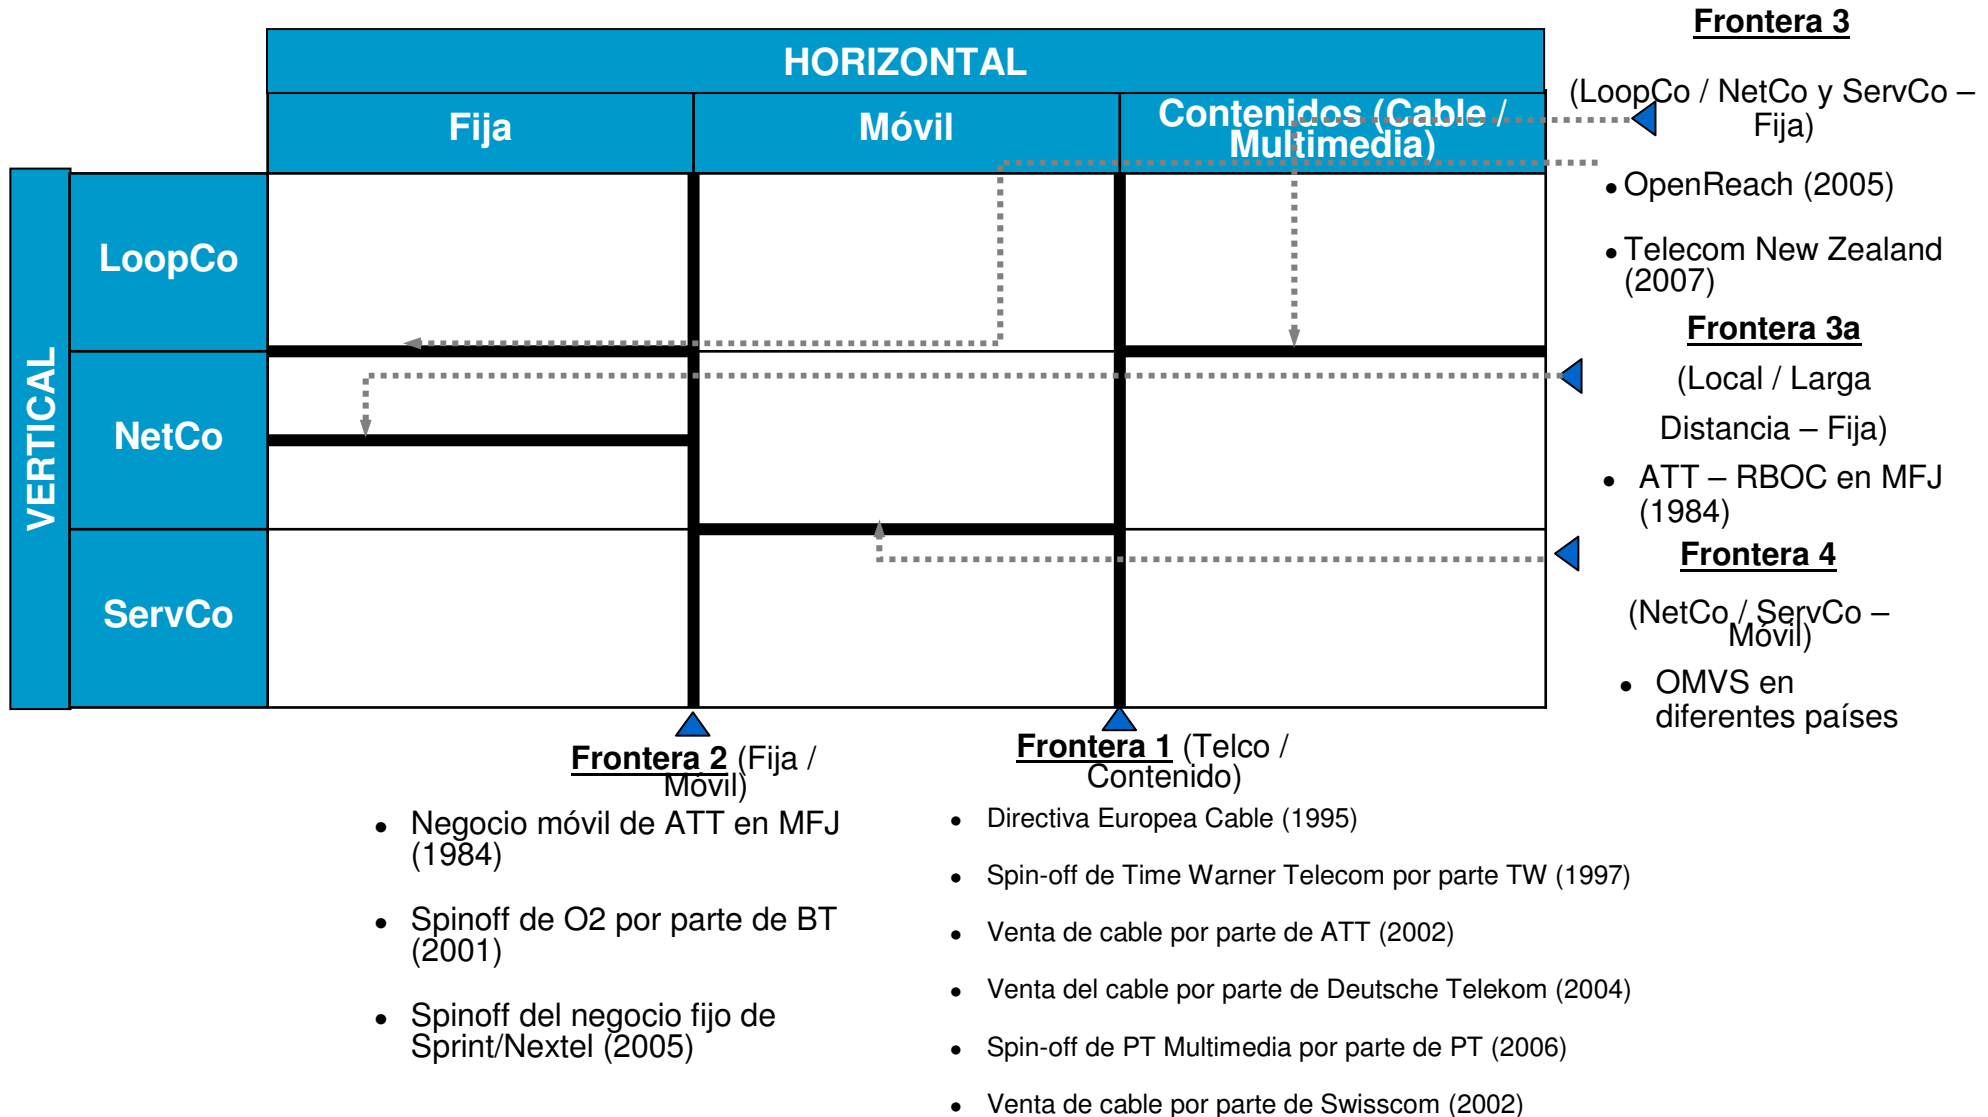 HORIZONTAL
Fija
Móvil
Contenidos (Cable /
Multimedia)
VERTICAL
LoopCo
NetCo
ServCo
Frontera 3
(LoopCo / NetCo y ServCo –
Fija)
• OpenReach (2005)
• Telecom New Zealand
(2007)
Frontera 3a
(Local / Larga
Distancia – Fija)
• ATT – RBOC en MFJ
(1984)
Frontera 4
(NetCo / ServCo –
Móvil)
• OMVS en
diferentes países
Frontera 2 (Fija /
Móvil)
• Negocio móvil de ATT en MFJ
(1984)
• Spinoff de O2 por parte de BT
(2001)
• Spinoff del negocio fijo de
Sprint/Nextel (2005)
Frontera 1 (Telco /
Contenido)
• Directiva Europea Cable (1995)
• Spin-off de Time Warner Telecom por parte TW (1997)
• Venta de cable por parte de ATT (2002)
• Venta del cable por parte de Deutsche Telekom (2004)
• Spin-off de PT Multimedia por parte de PT (2006)
• Venta de cable por parte de Swisscom (2002)